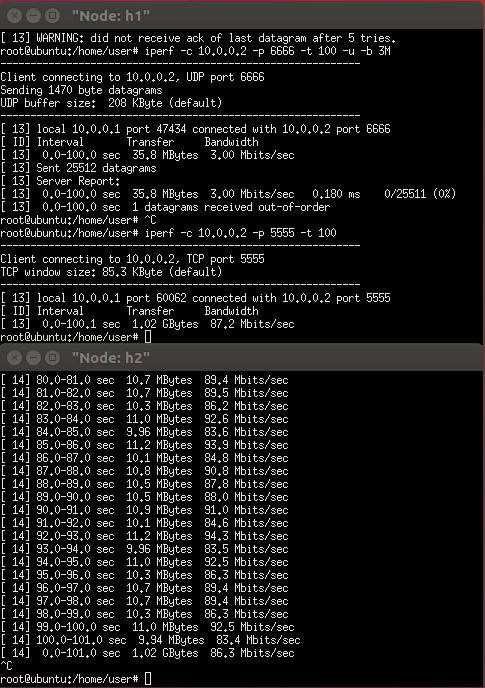 "Node: h1"
[ 13] WARNING: did not receive ack of last datagram after 5 tries.
root@ubuntu:/home/user# iperf -c 10.0.0.2 -p 6666 -t 100 -u -b 3M
------------------------------------------------------------
Client connecting to 10.0.0.2, UDP port 6666
Sending 1470 byte datagrams
UDP buffer size:  208 KByte (default)
------------------------------------------------------------
[ 13] local 10.0.0.1 port 47434 connected with 10.0.0.2 port 6666
[ ID] Interval       Transfer     Bandwidth
[ 13]  0.0-100.0 sec  35.8 MBytes  3.00 Mbits/sec
[ 13] Sent 25512 datagrams
[ 13] Server Report:
[ 13]  0.0-100.0 sec  35.8 MBytes  3.00 Mbits/sec   0.180 ms    0/25511 (0%)
[ 13]  0.0-100.0 sec  1 datagrams received out-of-order
root@ubuntu:/home/user# ^C
root@ubuntu:/home/user# iperf -c 10.0.0.2 -p 5555 -t 100
------------------------------------------------------------
Client connecting to 10.0.0.2, TCP port 5555
TCP window size: 85.3 KByte (default)
------------------------------------------------------------
[ 13] local 10.0.0.1 port 60062 connected with 10.0.0.2 port 5555
[ ID] Interval       Transfer     Bandwidth
[ 13]  0.0-100.1 sec  1.02 GBytes  87.2 Mbits/sec
root@ubuntu:/home/user#
"Node: h2"
[ 14] 80.0-81.0 sec  10.7 MBytes  89.4 Mbits/sec
[ 14] 81.0-82.0 sec  10.7 MBytes  89.5 Mbits/sec
[ 14] 82.0-83.0 sec  10.3 MBytes  86.2 Mbits/sec
[ 14] 83.0-84.0 sec  11.0 MBytes  92.6 Mbits/sec
[ 14] 84.0-85.0 sec  9.96 MBytes  83.6 Mbits/sec
[ 14] 85.0-86.0 sec  11.2 MBytes  93.9 Mbits/sec
[ 14] 86.0-87.0 sec  10.1 MBytes  84.8 Mbits/sec
[ 14] 87.0-88.0 sec  10.8 MBytes  90.8 Mbits/sec
[ 14] 88.0-89.0 sec  10.5 MBytes  87.8 Mbits/sec
[ 14] 89.0-90.0 sec  10.5 MBytes  88.0 Mbits/sec
[ 14] 90.0-91.0 sec  10.9 MBytes  91.0 Mbits/sec
[ 14] 91.0-92.0 sec  10.1 MBytes  84.6 Mbits/sec
[ 14] 92.0-93.0 sec  11.2 MBytes  94.3 Mbits/sec
[ 14] 93.0-94.0 sec  9.96 MBytes  83.5 Mbits/sec
[ 14] 94.0-95.0 sec  11.0 MBytes  92.5 Mbits/sec
[ 14] 95.0-96.0 sec  10.3 MBytes  86.3 Mbits/sec
[ 14] 96.0-97.0 sec  10.7 MBytes  89.4 Mbits/sec
[ 14] 97.0-98.0 sec  10.7 MBytes  89.4 Mbits/sec
[ 14] 98.0-99.0 sec  10.3 MBytes  86.3 Mbits/sec
[ 14] 99.0-100.0 sec  11.0 MBytes  92.5 Mbits/sec
[ 14] 100.0-101.0 sec  9.94 MBytes  83.4 Mbits/sec
[ 14]  0.0-101.0 sec  1.02 GBytes  86.3 Mbits/sec
^C
root@ubuntu:/home/user#